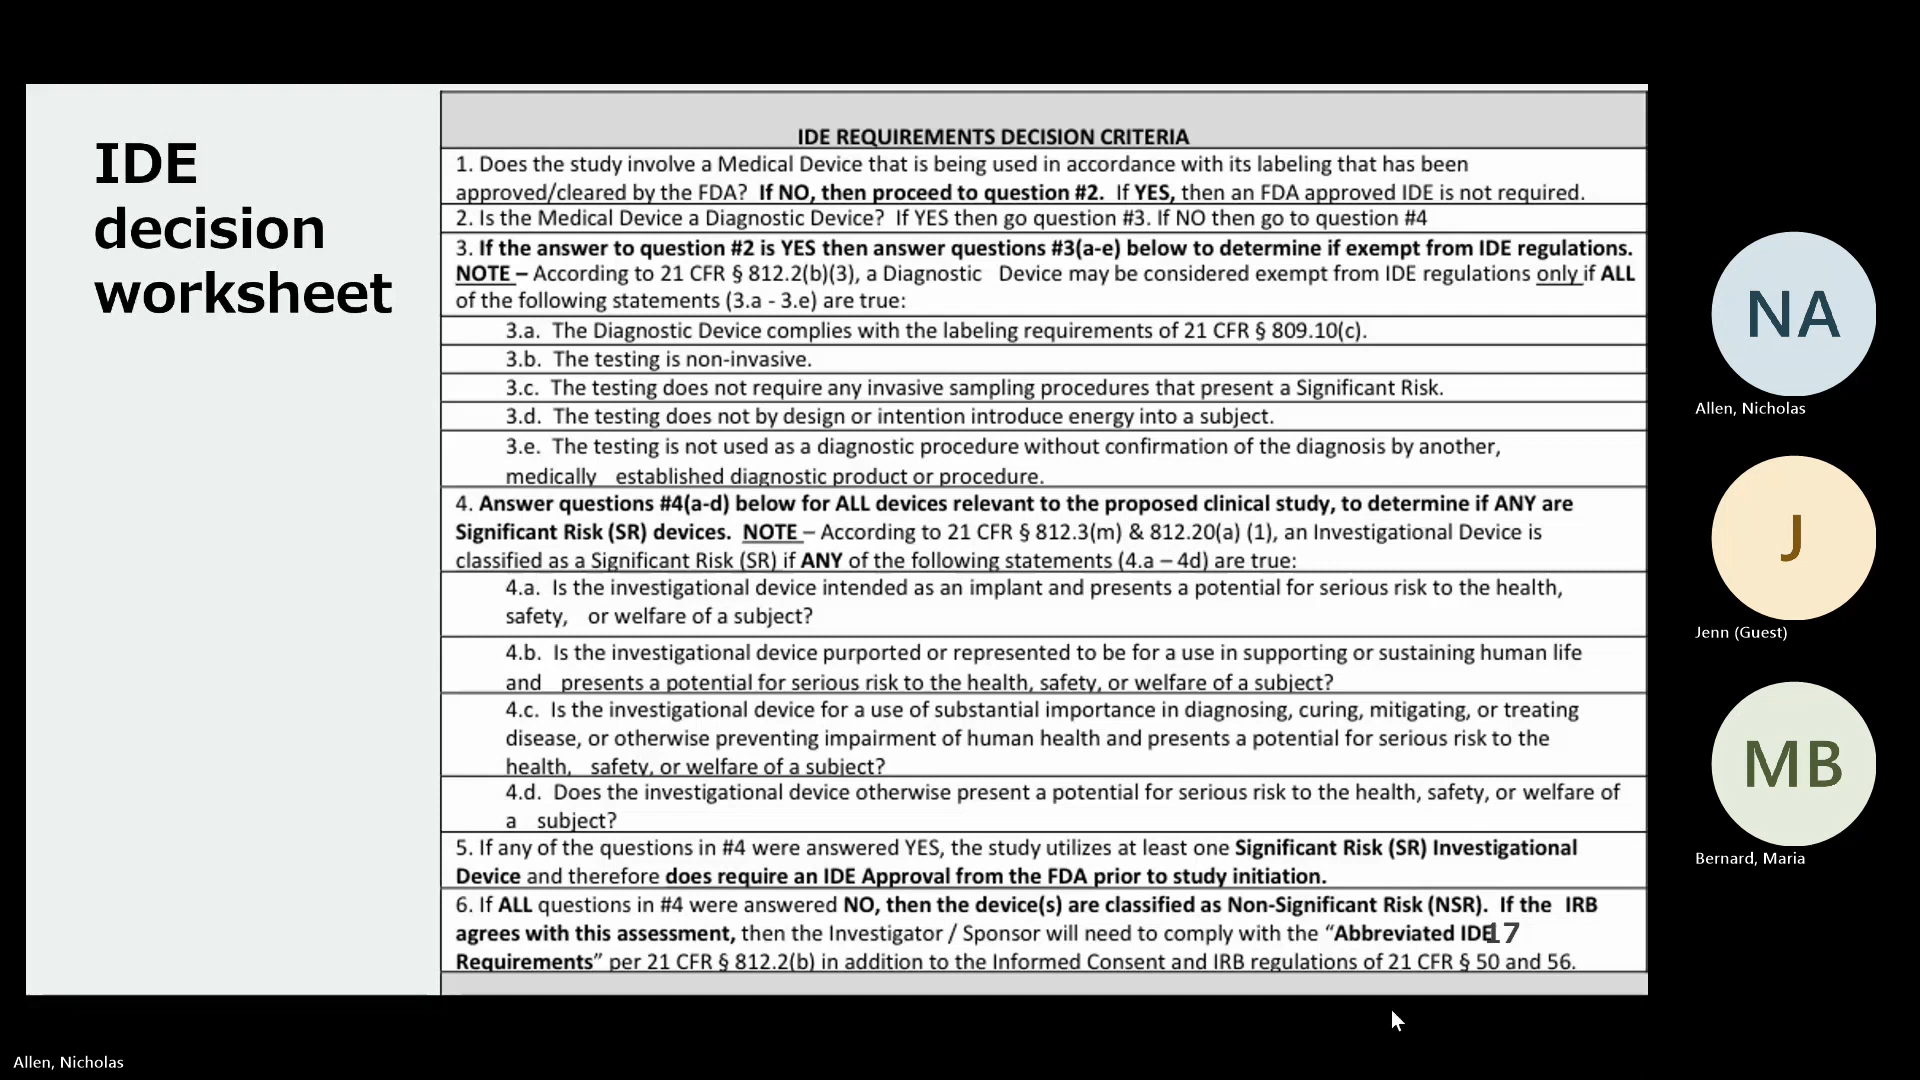 IDE
decision
worksheet
IDE REQUIREMENTS DECISION CRITERIA
1. Does the study involve a Medical Device that is being used in accordance with its labeling that has been
approved/cleared by the FDA? If NO, then proceed to question #2. If YES, then an FDA approved IDE is not required.
2. Is the Medical Device a Diagnostic Device? If YES then go question #3. If NO then go to question #4
3. If the answer to question #2 is YES then answer questions #3(a-e) below to determine if exempt from IDE regulations.
NOTE – According to 21 CFR § 812.2(b)(3), a Diagnostic Device may be considered exempt from IDE regulations only if ALL
of the following statements (3.a - 3.e) are true:
3.a. The Diagnostic Device complies with the labeling requirements of 21 CFR § 809.10(c).
3.b. The testing is non-invasive.
3.c. The testing does not require any invasive sampling procedures that present a Significant Risk.
3.d. The testing does not by design or intention introduce energy into a subject.
3.e. The testing is not used as a diagnostic procedure without confirmation of the diagnosis by another,
medically established diagnostic product or procedure.
4. Answer questions #4(a-d) below for ALL devices relevant to the proposed clinical study, to determine if ANY are
Significant Risk (SR) devices. NOTE – According to 21 CFR § 812.3(m) & 812.20(a) (1), an Investigational Device is
classified as a Significant Risk (SR) if ANY of the following statements (4.a – 4d) are true:
4.a. Is the investigational device intended as an implant and presents a potential for serious risk to the health,
safety, or welfare of a subject?
4.b. Is the investigational device purported or represented to be for a use in supporting or sustaining human life
and presents a potential for serious risk to the health, safety, or welfare of a subject?
4.c. Is the investigational device for a use of substantial importance in diagnosing, curing, mitigating, or treating
disease, or otherwise preventing impairment of human health and presents a potential for serious risk to the
health, safety, or welfare of a subject?
4.d. Does the investigational device otherwise present a potential for serious risk to the health, safety, or welfare of
a subject?
5. If any of the questions in #4 were answered YES, the study utilizes at least one Significant Risk (SR) Investigational
Device and therefore does require an IDE Approval from the FDA prior to study initiation.
6. If ALL questions in #4 were answered NO, then the device(s) are classified as Non-Significant Risk (NSR). If the IRB
agrees with this assessment, then the Investigator / Sponsor will need to comply with the “Abbreviated IDE
17
Requirements” per 21 CFR § 812.2(b) in addition to the Informed Consent and IRB regulations of 21 CFR § 50 and 56.
NA
Allen, Nicholas
J
Jenn (Guest)
MB
Bernard, Maria
Allen, Nicholas